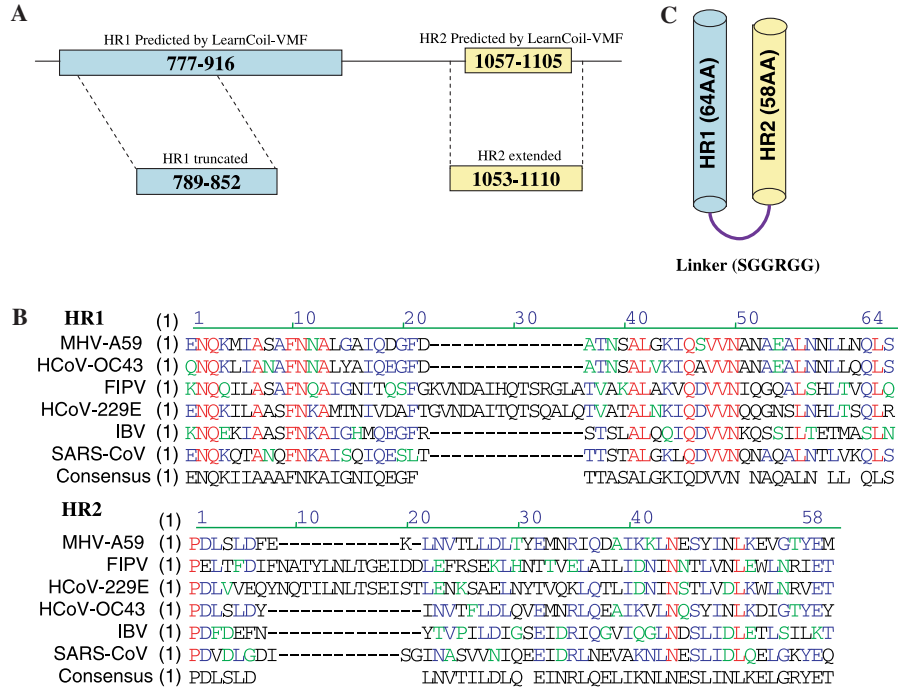 A
HR1 Predicted by LearnCoil-VMF
777-916
HR2 Predicted by LearnCoil-VMF
1057-1105
HR1 truncated
789-852
HR2 extended
1053-1110
C
HR1 (64AA)
HR2 (58AA)
Linker (SGGRGG)
B
HR1 (1) 1 10 20 30 40 50 64
MHV-A59 (1) ENQKMIASAFNNALGAIQDGFD--------------ATNSALGKIQSVVNANAEALNNLLNQLS
HCoV-OC43 (1) QNQKLIANAFNNALYAIQEGFD--------------ATNSALVKIQAVVNANAEALNNLLQQLS
FIPV (1) KNQQILASAFNQAIGNITQSFGKVNDAIHQTSRGLATVAKALAKVQDVVNIQGQALSHLTVQLQ
HCoV-229E (1) ENQKILAASFNKAMTNIVDAFTGVNDAITQTSQALQTVATALNKIQDVVNQQGNSLNHLTSQLR
IBV (1) KNQEKIAASFNKAIGHMQEGFR--------------STSLALQQIQDVVNKQSSILTETMASLN
SARS-CoV (1) ENQKQTANQFNKAISQIQESLT--------------TTSTALGKLQDVVNQNAQALNTLVKQLS
Consensus (1) ENQKIIAAAFNKAIGNIQEGF               TTASALGKIQDVVN NAQALN LL QLS
HR2 (1) 1 10 20 30 40 58
MHV-A59 (1) PDLSLDFE-----------K-LNVTLLDLTYEMNRIQDAIKKLNESYINLKEVGTYEM
FIPV (1) PELTFDIFNATYLNLTGEIDDLEFRSEKLHNTTVELAILIDNINNTLVNLEWLNRIET
HCoV-229E (1) PDLVVEQYNQTILNLTSEISTLENKSAELNYTVQKLQTLIDNINSTLVDLKWLNRVET
HCoV-OC43 (1) PDLSLDY--------------INVTFLDLQVEMNRLQEAIKVLNQSYINLKDIGTYEY
IBV (1) PDFDEFN--------------YTVPILDIGSEIDRIQGVIQGLNDSLIDLETLSILKT
SARS-CoV (1) PDVDLGDI-----------SGINASVVNIQEEIDRLNEVAKNLNESLIDLQELGKYEQ
Consensus (1) PDLSLD               LNVTILDLQ EINRLQELIKNLNESLINLKELGRYET